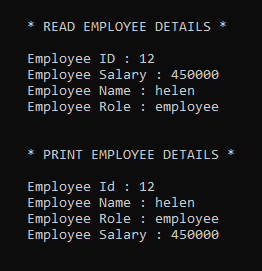 * READ EMPLOYEE DETAILS *
Employee ID : 12
Employee Salary : 450000
Employee Name : helen
Employee Role : employee
* PRINT EMPLOYEE DETAILS *
Employee Id : 12
Employee Name : helen
Employee Role : employee
Employee Salary : 450000